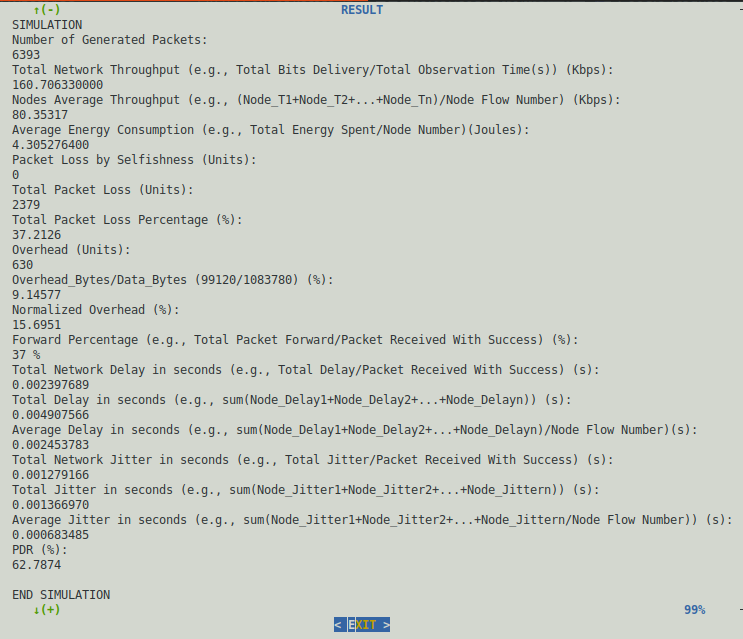 ↑(-)
RESULT
SIMULATION
Number of Generated Packets:
6393
Total Network Throughput (e.g., Total Bits Delivery/Total Observation Time(s)) (Kbps):
160.706330000
Nodes Average Throughput (e.g., (Node_T1+Node_T2+...+Node_Tn)/Node Flow Number) (Kbps):
80.35317
Average Energy Consumption (e.g., Total Energy Spent/Node Number)(Joules):
4.305276400
Packet Loss by Selfishness (Units):
0
Total Packet Loss (Units):
2379
Total Packet Loss Percentage (%):
37.2126
Overhead (Units):
630
Overhead_Bytes/Data_Bytes (99120/1083780) (%):
9.14577
Normalized Overhead (%):
15.6951
Forward Percentage (e.g., Total Packet Forward/Packet Received With Success) (%):
37 %
Total Network Delay in seconds (e.g., Total Delay/Packet Received With Success) (s):
0.002397689
Total Delay in seconds (e.g., sum(Node_Delay1+Node_Delay2+...+Node_Delayn)) (s):
0.004907566
Average Delay in seconds (e.g., sum(Node_Delay1+Node_Delay2+...+Node_Delayn)/Node Flow Number)(s):
0.002453783
Total Network Jitter in seconds (e.g., Total Jitter/Packet Received With Success) (s):
0.001279166
Total Jitter in seconds (e.g., sum(Node_Jitter1+Node_Jitter2+...+Node_Jittern)) (s):
0.001366970
Average Jitter in seconds (e.g., sum(Node_Jitter1+Node_Jitter2+...+Node_Jittern/Node Flow Number)) (s):
0.000683485
PDR (%):
62.7874
END SIMULATION
↓(+)
99%
< EXIT >